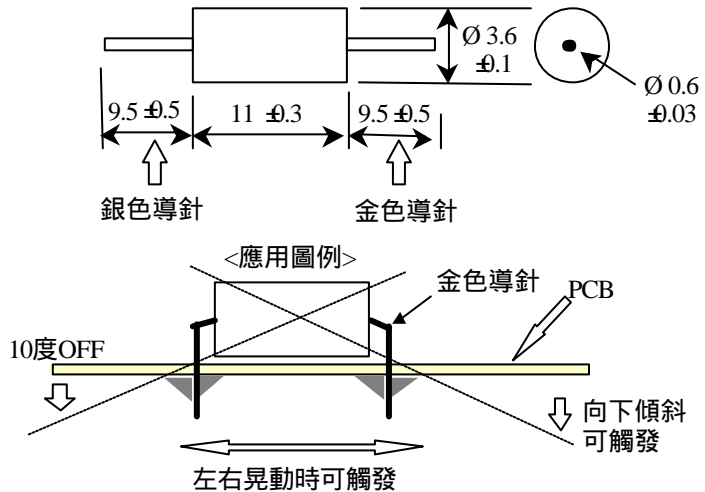 Ø 3.6
±0.1
Ø 0.6
±0.03
9.5 ±0.5
11 ±0.3
9.5 ±0.5
銀色導針
金色導針
<應用圖例>
金色導針
PCB
10度OFF
向下傾斜
可觸發
左右晃動時可觸發